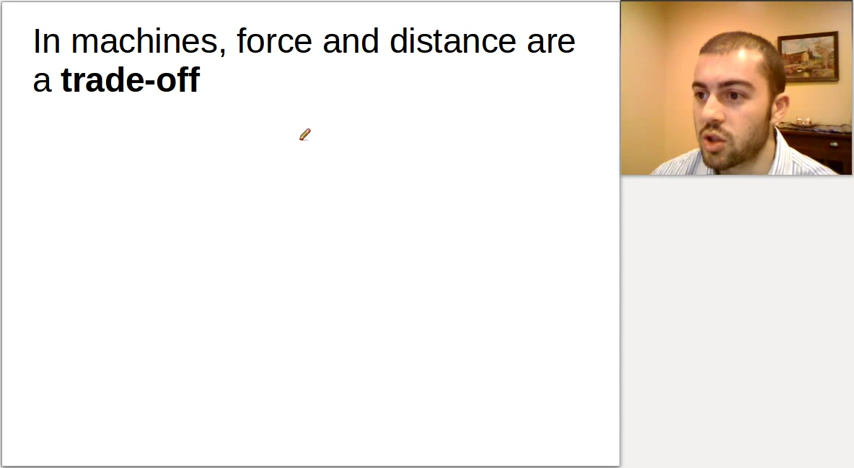 In machines, force and distance are
a trade-off